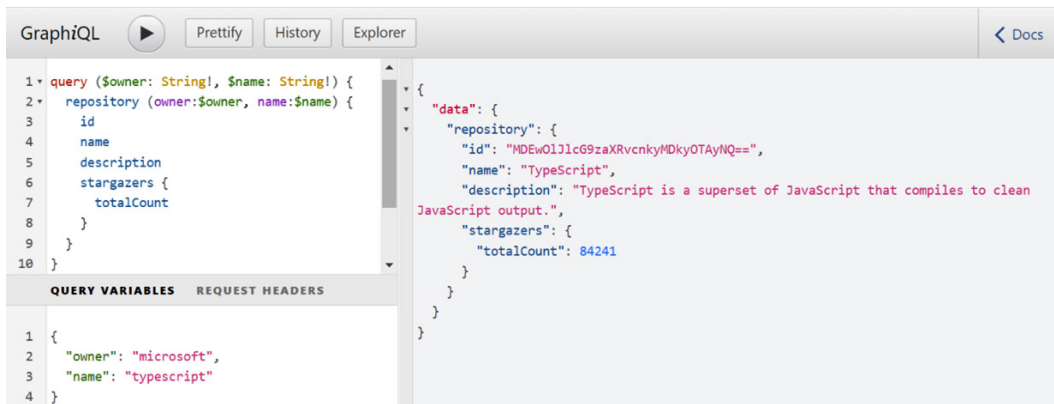 GraphiQL Prettify History Explorer Docs
1 query ($owner: String!, $name: String!) {
2   repository (owner:$owner, name:$name) {
3     id
4     name
5     description
6     stargazers {
7       totalCount
8     }
9   }
10 }
QUERY VARIABLES REQUEST HEADERS
1 {
2   "owner": "microsoft",
3   "name": "typescript"
4 }
{
  "data": {
    "repository": {
      "id": "MDEwOlJlcG9zaXRvcnkyMDkyOTAyNQ==",
      "name": "TypeScript",
      "description": "TypeScript is a superset of JavaScript that compiles to clean
JavaScript output.",
      "stargazers": {
        "totalCount": 84241
      }
    }
  }
}